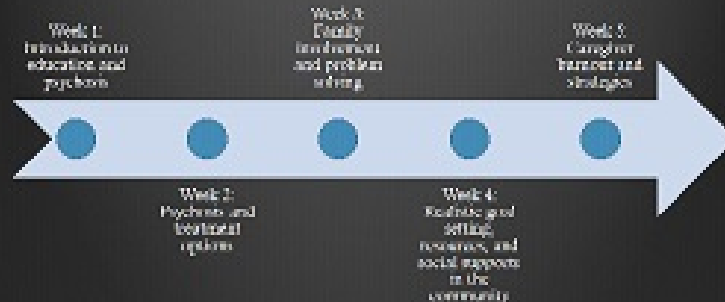 Week 1:
Introduction to
education and
psychosis
Week 2:
Psychosis and
treatment
options
Week 3:
Family
involvement
and problem
solving
Week 4:
Realistic goal
setting,
resources, and
social supports
in the
community
Week 5:
Caregiver
burnout and
strategies